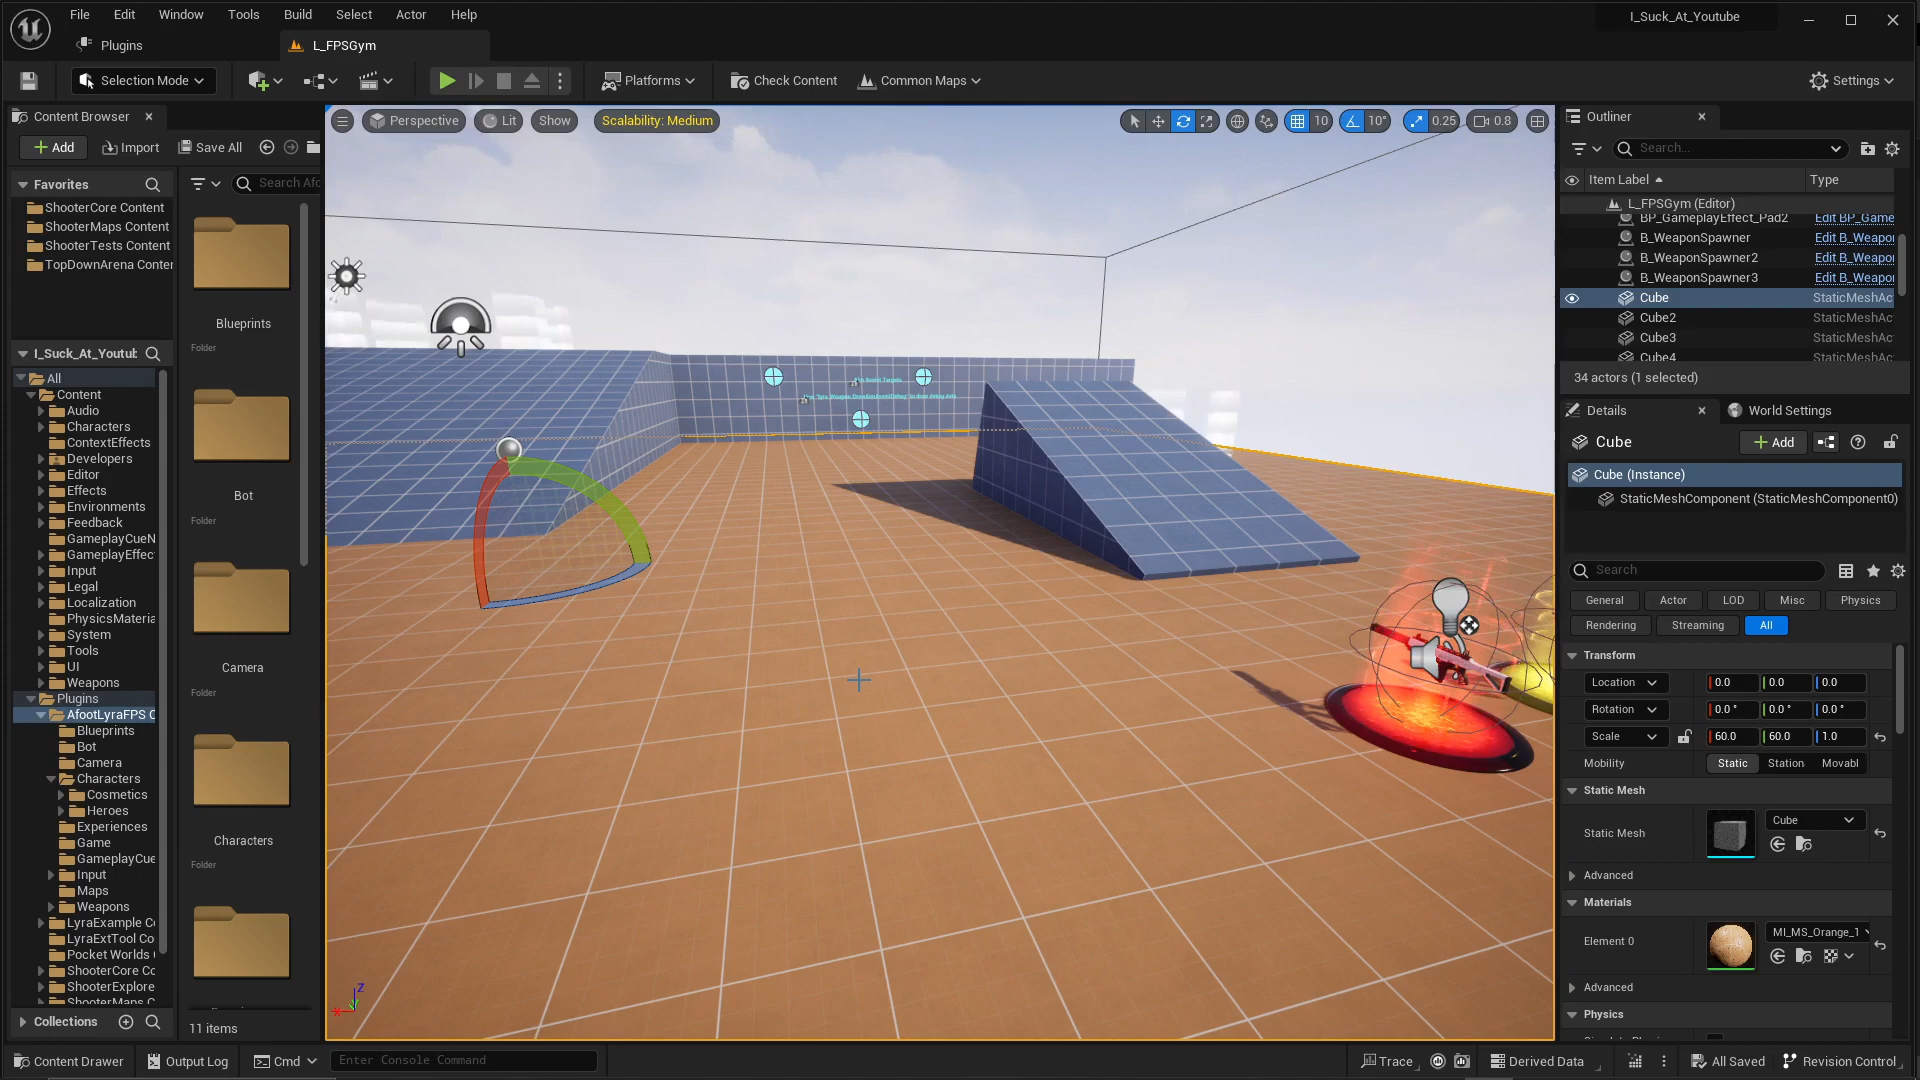 File Edit Window Tools Build Select Actor Help
I_Suck_At_Youtube
Plugins
L_FPSGym
Selection Mode
Platforms
Check Content
Common Maps
Settings
Content Browser
Add Import Save All
Favorites
ShooterCore Content
ShooterMaps Content
ShooterTests Content
TopDownArena Conter
I_Suck_At_Youtub
All
Content
Audio
Characters
ContextEffects
Developers
Editor
Effects
Environments
Feedback
GameplayCueN
GameplayEffec
Input
Legal
Localization
PhysicsMateria
System
Tools
UI
Weapons
Plugins
AfootLyraFPS C
Blueprints
Bot
Camera
Characters
Cosmetics
Heroes
Experiences
Game
GameplayCue
Input
Maps
Weapons
LyraExample Co
LyraExtTool Co
Pocket Worlds
ShooterCore Co
ShooterExplore
ShooterMaps C
Collections
Search Afo
Blueprints
Folder
Bot
Folder
Camera
Folder
Characters
Folder
11 items
Perspective Lit Show Scalability: Medium
10 10° 0.25 0.8
Z
X
Outliner
Search...
Item Label Type
L_FPSGym (Editor)
BP_GameplayEffect_Pad2 Edit BP_Game
B_WeaponSpawner Edit B_Weapo
B_WeaponSpawner2 Edit B_Weapo
B_WeaponSpawner3 Edit B_Weapo
Cube StaticMeshAc
Cube2 StaticMeshAc
Cube3 StaticMeshAc
Cube4 StaticMeshAc
34 actors (1 selected)
Details World Settings
Cube Add
Cube (Instance)
StaticMeshComponent (StaticMeshComponent0)
Search
General Actor LOD Misc Physics
Rendering Streaming All
Transform
Location 0.0 0.0 0.0
Rotation 0.0 ° 0.0 ° 0.0 °
Scale 60.0 60.0 1.0
Mobility Static Station Movabl
Static Mesh
Static Mesh Cube
Advanced
Materials
Element 0 MI_MS_Orange_1
Advanced
Physics
Content Drawer Output Log Cmd Enter Console Command
Trace Derived Data All Saved Revision Control